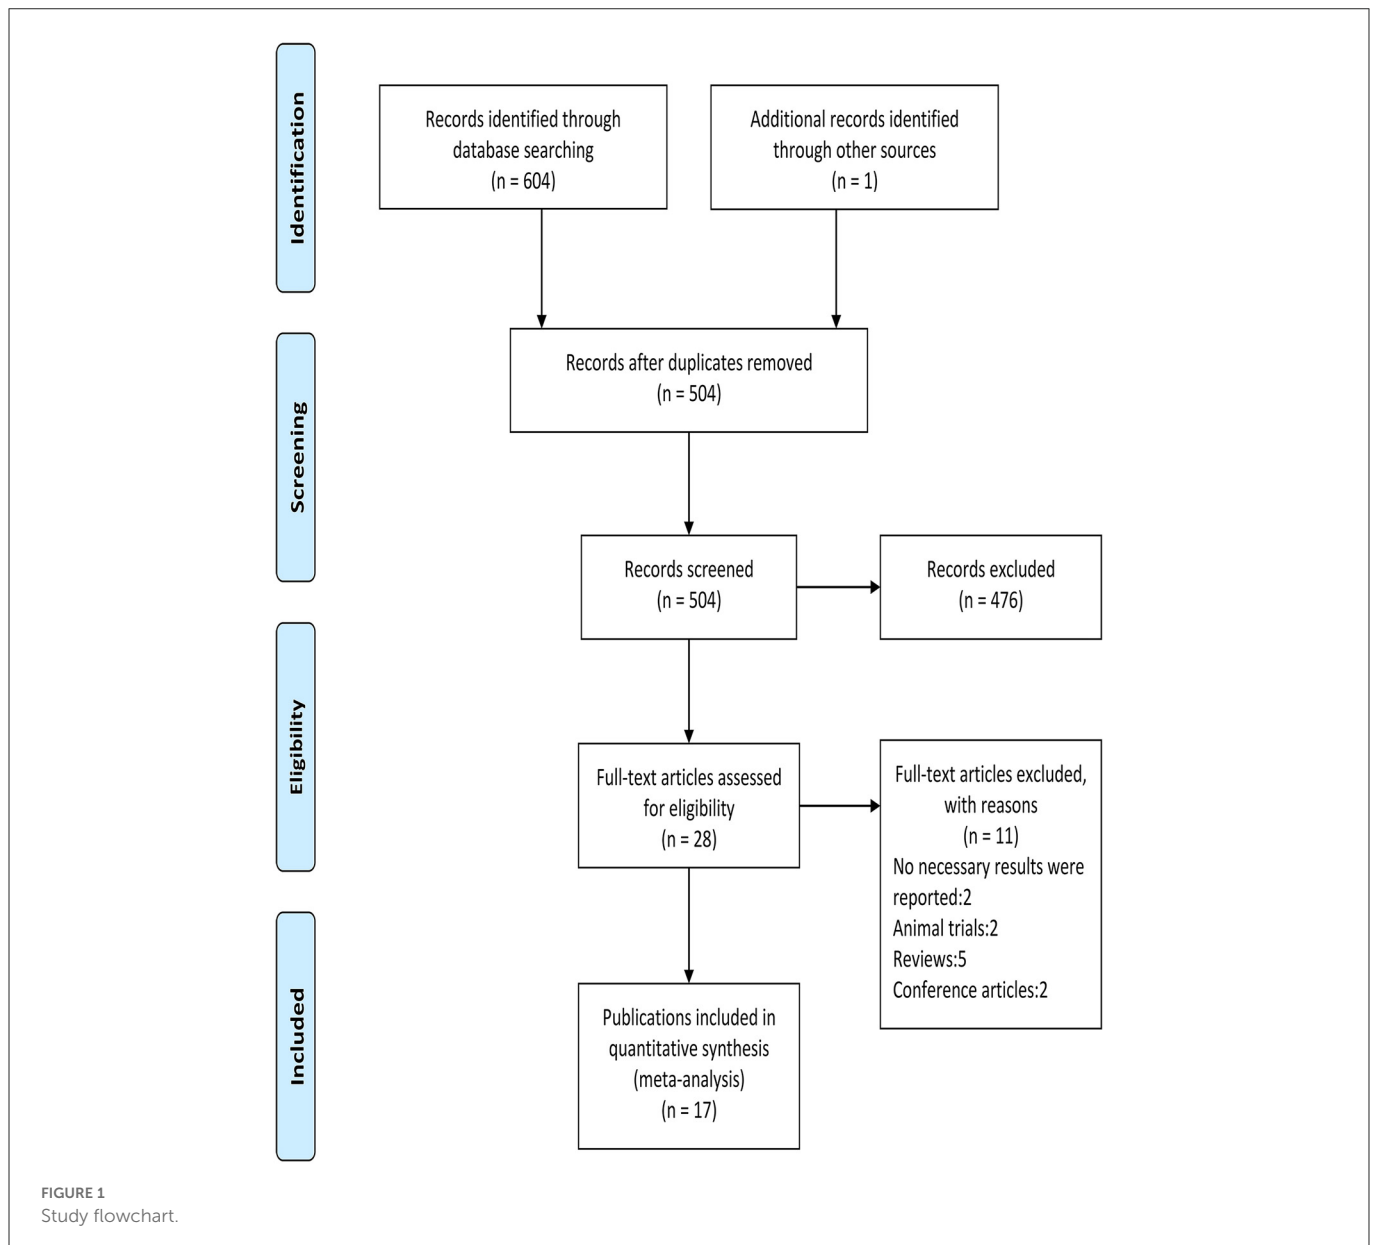 Identification
Records identified through
database searching
(n = 604)
Additional records identified
through other sources
(n = 1)
Screening
Records after duplicates removed
(n = 504)
Records screened
(n = 504)
Records excluded
(n = 476)
Eligibility
Full-text articles assessed
for eligibility
(n = 28)
Full-text articles excluded,
with reasons
(n = 11)
No necessary results were
reported:2
Animal trials:2
Reviews:5
Conference articles:2
Included
Publications included in
quantitative synthesis
(meta-analysis)
(n = 17)
FIGURE 1
Study flowchart.